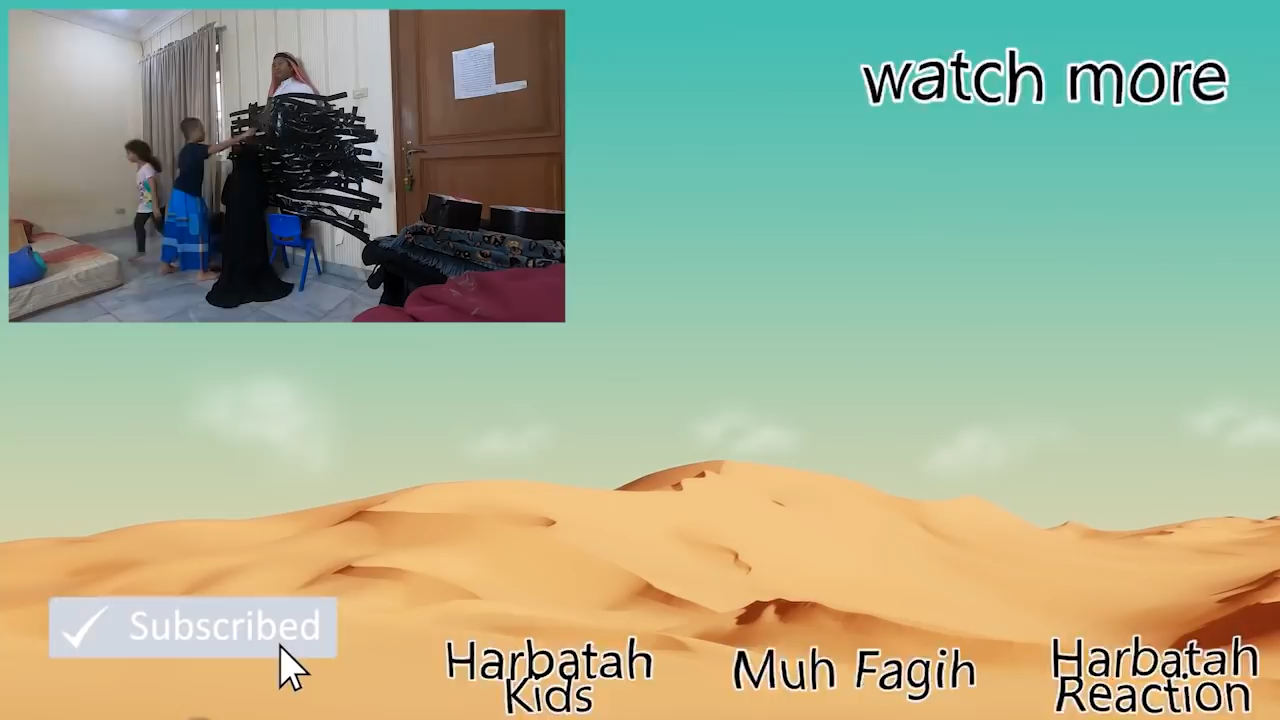 watch more
Subscribed
Harbatah
Kids
Muh Fagih
Harbatah
Reaction